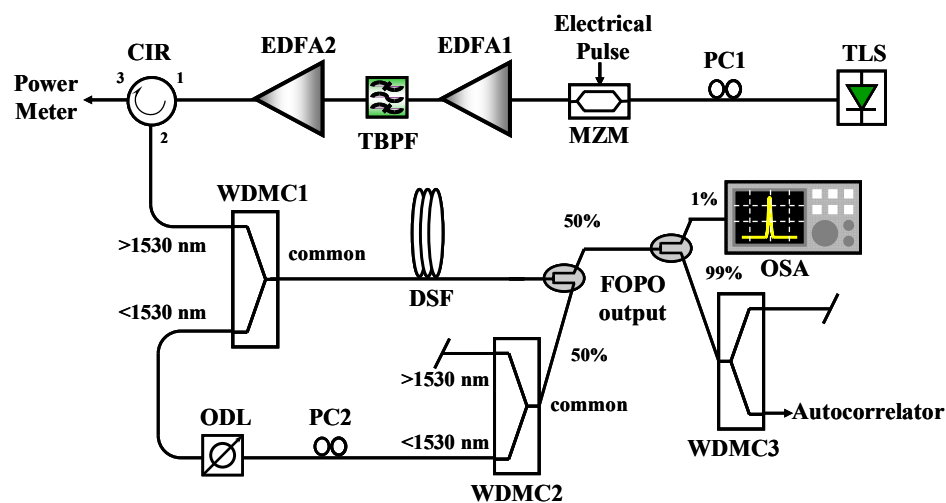 Electrical
Pulse
CIR
EDFA2
EDFA1
PC1
TLS
3
1
2
Power
Meter
TBPF
MZM
WDMC1
>1530 nm
common
<1530 nm
DSF
50%
1%
OSA
FOPO
output
99%
50%
>1530 nm
common
<1530 nm
WDMC2
ODL
PC2
Autocorrelator
WDMC3